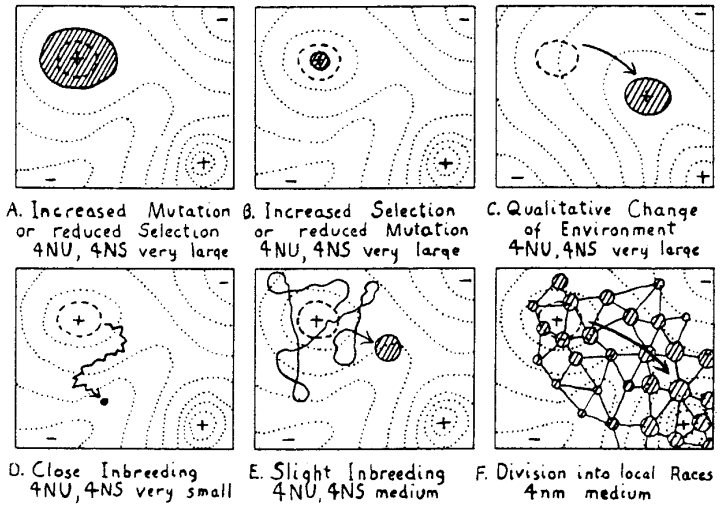 A. Increased Mutation
or reduced Selection
4NU, 4NS very large
B. Increased Selection
or reduced Mutation
4NU, 4NS very large
C. Qualitative Change
of Environment
4NU, 4NS very large
D. Close Inbreeding
4NU, 4NS very small
E. Slight Inbreeding
4NU, 4NS medium
F. Division into local Races
4nm medium